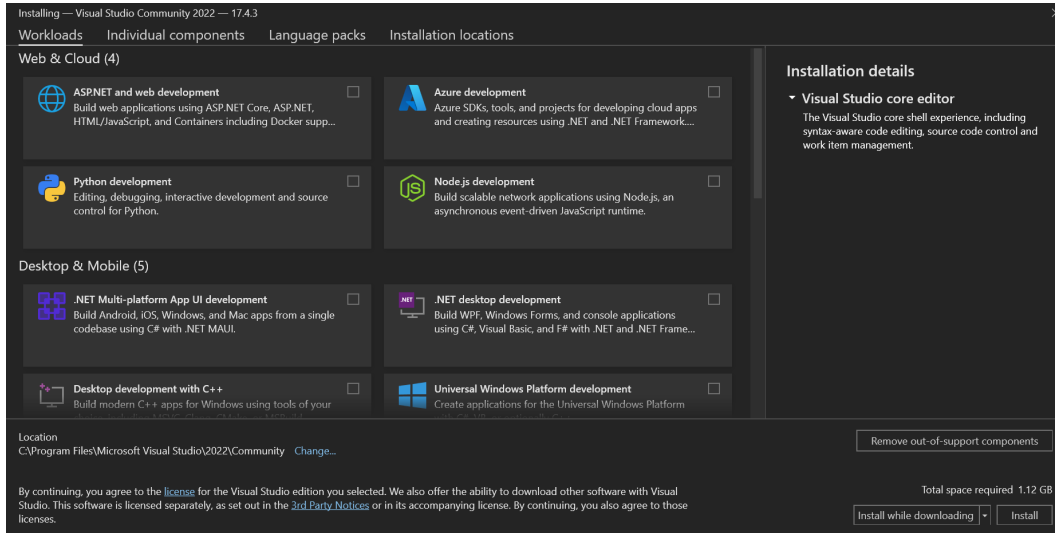 Installing — Visual Studio Community 2022 — 17.4.3
Workloads Individual components Language packs Installation locations
Web & Cloud (4)
ASP.NET and web development
Build web applications using ASP.NET Core, ASP.NET,
HTML/JavaScript, and Containers including Docker supp...
Azure development
Azure SDKs, tools, and projects for developing cloud apps
and creating resources using .NET and .NET Framework....
Python development
Editing, debugging, interactive development and source
control for Python.
JS
Node.js development
Build scalable network applications using Node.js, an
asynchronous event-driven JavaScript runtime.
Desktop & Mobile (5)
.NET Multi-platform App UI development
Build Android, iOS, Windows, and Mac apps from a single
codebase using C# with .NET MAUI.
.NET
.NET desktop development
Build WPF, Windows Forms, and console applications
using C#, Visual Basic, and F# with .NET and .NET Frame...
Desktop development with C++
Build modern C++ apps for Windows using tools of your
Universal Windows Platform development
Create applications for the Universal Windows Platform
Installation details
Visual Studio core editor
The Visual Studio core shell experience, including
syntax-aware code editing, source code control and
work item management.
Location
C:\Program Files\Microsoft Visual Studio\2022\Community Change...
Remove out-of-support components
By continuing, you agree to the license for the Visual Studio edition you selected. We also offer the ability to download other software with Visual
Studio. This software is licensed separately, as set out in the 3rd Party Notices or in its accompanying license. By continuing, you also agree to those
licenses.
Total space required 1.12 GB
Install while downloading Install